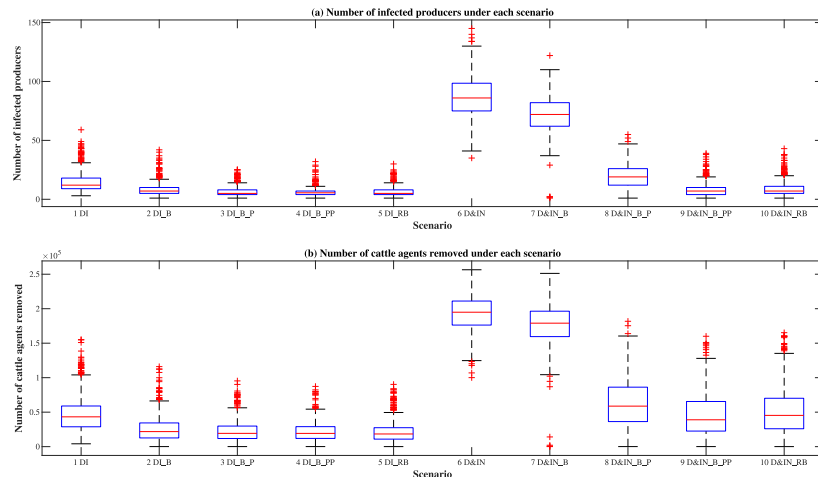 (a) Number of infected producers under each scenario
150
100
50
0
Number of infected producers
1 DI 2 DI_B 3 DI_B_P 4 DI_B_PP 5 DI_RB 6 D&IN 7 D&IN_B 8 D&IN_B_P 9 D&IN_B_PP 10 D&IN_RB
Scenario
(b) Number of cattle agents removed under each scenario
×10⁵
2.5
2
1.5
1
0.5
0
Number of cattle agents removed
1 DI 2 DI_B 3 DI_B_P 4 DI_B_PP 5 DI_RB 6 D&IN 7 D&IN_B 8 D&IN_B_P 9 D&IN_B_PP 10 D&IN_RB
Scenario